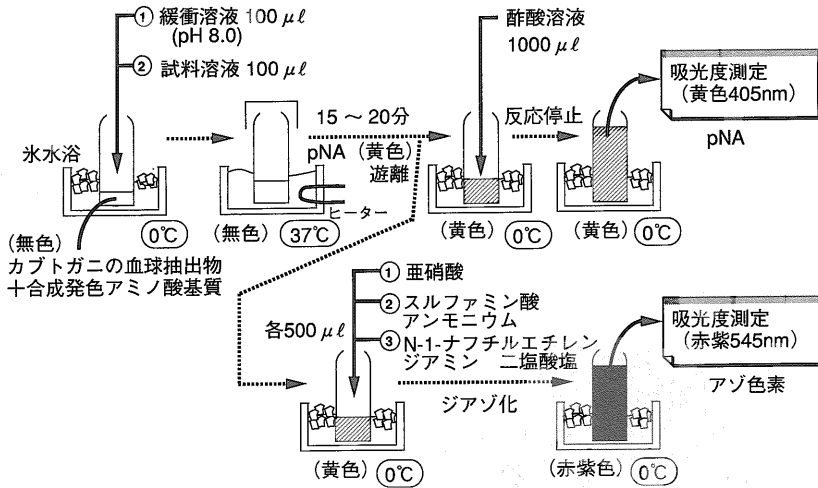 ① 緩衝溶液 100 μl
(pH 8.0)
② 試料溶液 100 μl
氷水浴
(無色)
0℃
カブトガニの血球抽出物
+合成発色アミノ酸基質
(無色)
37℃
ヒーター
15 ～ 20分
pNA (黄色)
遊離
酢酸溶液
1000 μl
(黄色)
0℃
反応停止
(黄色)
0℃
吸光度測定
(黄色405nm)
pNA
各500 μl
① 亜硝酸
② スルファミン酸
アンモニウム
③ N-1-ナフチルエチレン
ジアミン 二塩酸塩
(黄色)
0℃
ジアゾ化
(赤紫色)
0℃
吸光度測定
(赤紫545nm)
アゾ色素